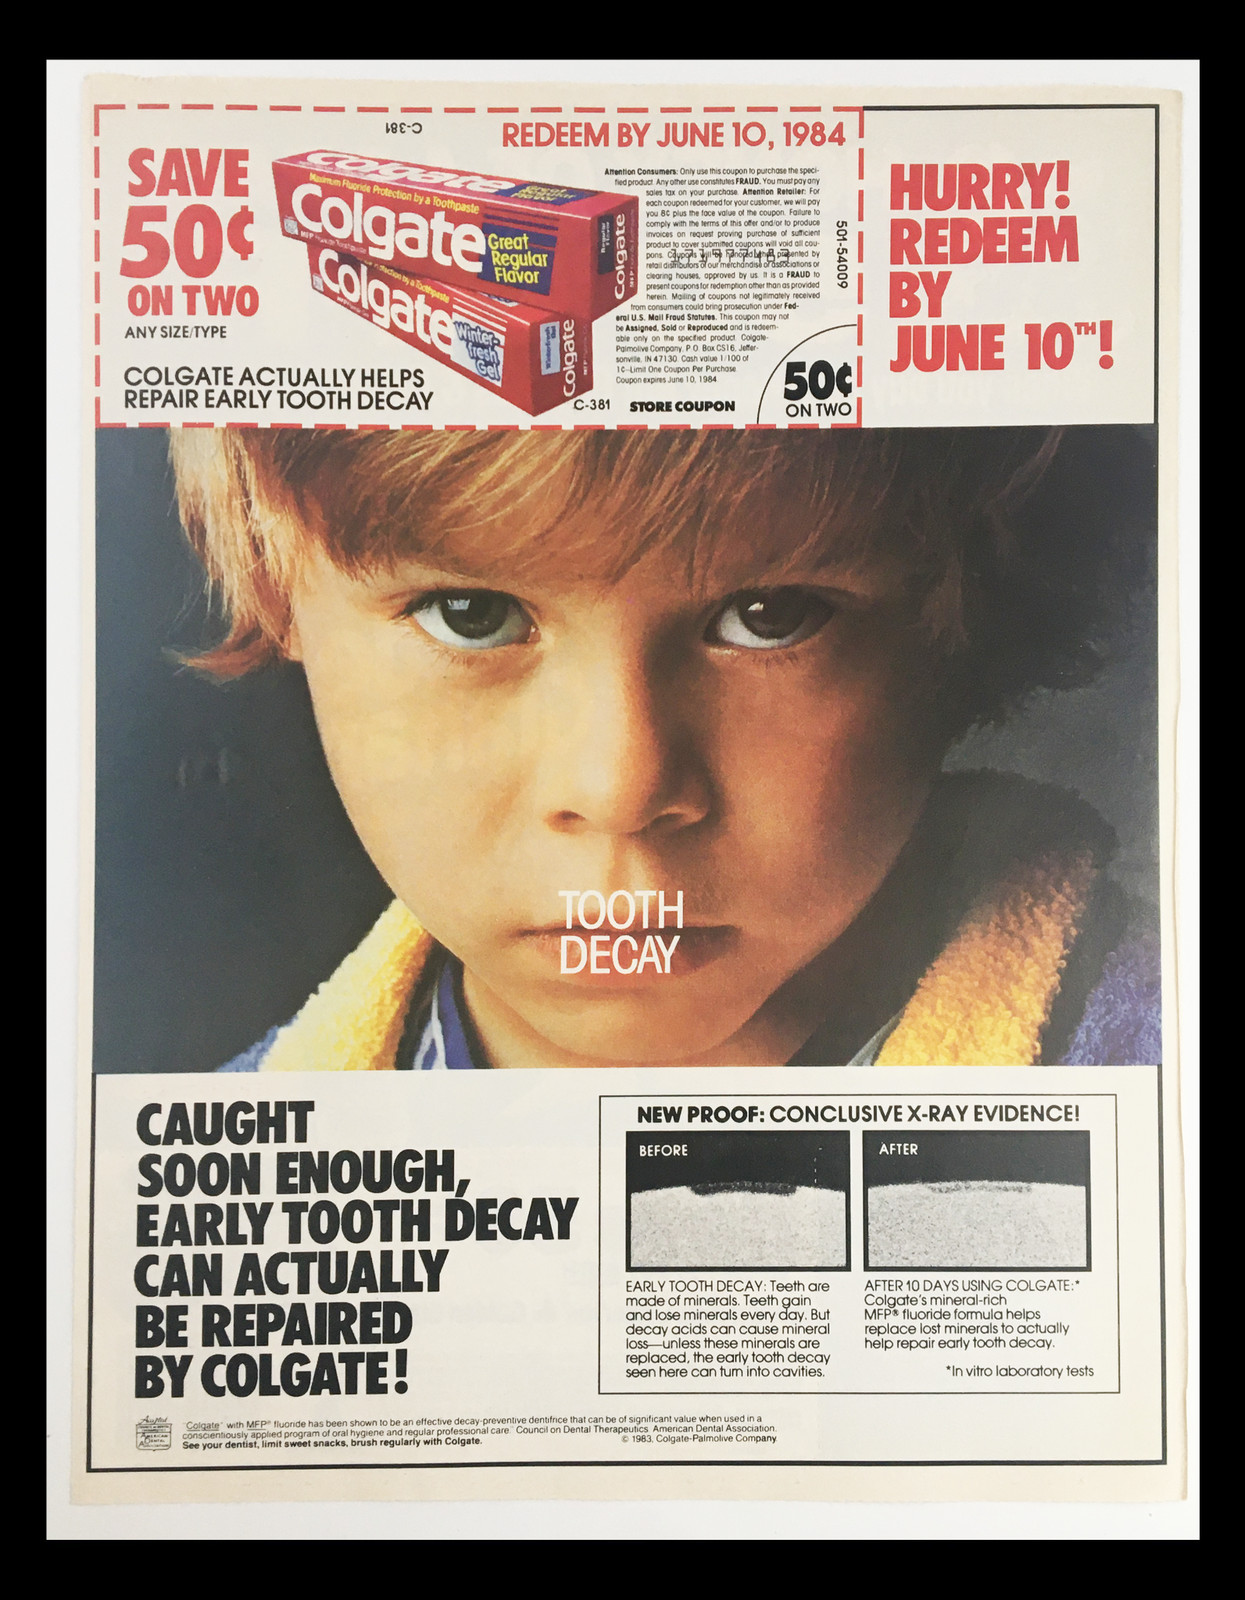 C-381
REDEEM BY JUNE 10, 1984
SAVE
50¢
ON TWO
ANY SIZE/TYPE
COLGATE ACTUALLY HELPS
REPAIR EARLY TOOTH DECAY
Colgate
Great
Regular
Flavor
Maximum Fluoride Protection by a Toothpaste
Colgate
Great
Regular
Flavor
Colgate
Colgate
Winter-
fresh
Gel
Colgate
Attention Consumers: Only use this coupon to purchase the speci-
fied product. Any other use constitutes FRAUD. You must pay any
sales tax on your purchase. Attention Retailer: For
each coupon redeemed for your customer, we will pay
you 8¢ plus the face value of the coupon. Failure to
comply with the terms of this offer and/or to produce
invoices on request proving purchase of sufficient
product to cover submitted coupons will void all cou-
pons. Coupons will be honored when presented by
retail distributors of our merchandise or associations or
clearing houses, approved by us. It is a FRAUD to
present coupons for redemption other than as provided
herein. Mailing of coupons not legitimately received
from consumers could bring prosecution under Fed-
eral U.S. Mail Fraud Statutes. This coupon may not
be Assigned, Sold or Reproduced and is redeem-
able only on the specified product. Colgate-
Palmolive Company, P.O. Box CS16, Jeffer-
sonville, IN 47130. Cash value 1/100 of
1¢-Limit One Coupon Per Purchase.
Coupon expires June 10, 1984
C-381
STORE COUPON
501-54009
50¢
ON TWO
HURRY!
REDEEM
BY
JUNE 10TH!
TOOTH
DECAY
CAUGHT
SOON ENOUGH,
EARLY TOOTH DECAY
CAN ACTUALLY
BE REPAIRED
BY COLGATE!
NEW PROOF: CONCLUSIVE X-RAY EVIDENCE!
BEFORE
EARLY TOOTH DECAY: Teeth are
made of minerals. Teeth gain
and lose minerals every day. But
decay acids can cause mineral
loss—unless these minerals are
replaced, the early tooth decay
seen here can turn into cavities.
AFTER
AFTER 10 DAYS USING COLGATE:*
Colgate's mineral-rich
MFP® fluoride formula helps
replace lost minerals to actually
help repair early tooth decay.
*In vitro laboratory tests
"Colgate" with MFP® fluoride has been shown to be an effective decay-preventive dentifrice that can be of significant value when used in a
conscientiously applied program of oral hygiene and regular professional care." Council on Dental Therapeutics. American Dental Association.
See your dentist, limit sweet snacks, brush regularly with Colgate.
© 1983, Colgate-Palmolive Company